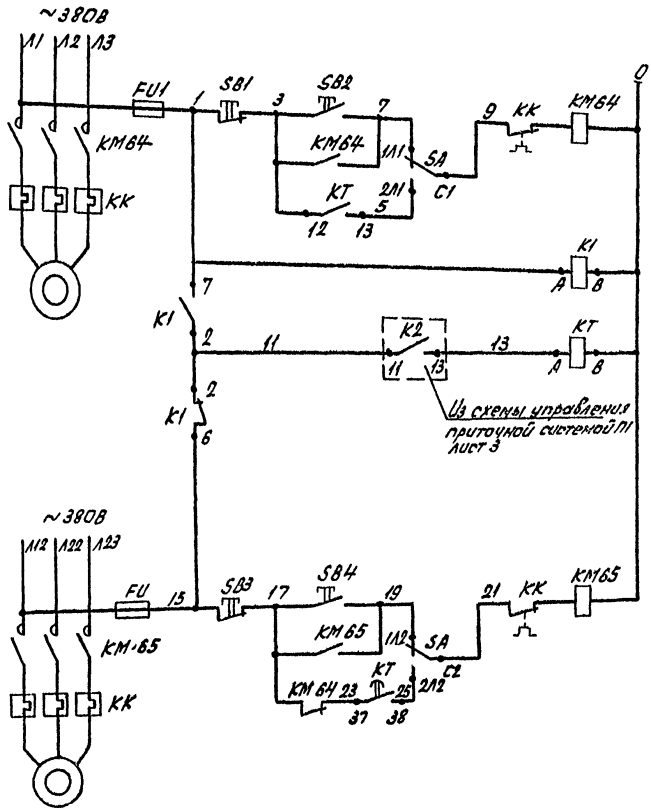 ~380В
Л1 Л2 Л3
FU1 1 SB1 3 SB2 7 9 KK KM64 0
KM64
KM64 1Л1 SA
C1
KK
KT 2Л1
5
12 13
K1
A B
7
K1
2
11 K2 13 KT
11 13 A B
2
K1
6
Из схемы управления
приточной системой П1
лист 3
~380В
Л12 Л22 Л23
FU 15 SB3 17 SB4 19 21 KK KM65
KM-65
KM65 1Л2 SA
C2
KK
KM64 23 KT 25 2Л2
37 38